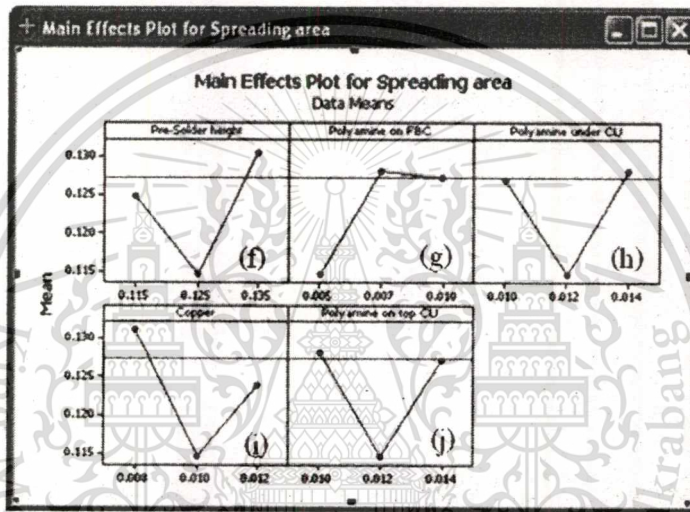 Main Effects Plot for Spreading area
Main Effects Plot for Spreading area
Data Means
Pre-Solder height Polyamine on FBC Polyamine under CU
0.130
0.125
0.120
0.115
(f) (g) (h)
0.115 0.125 0.135 0.005 0.007 0.010 0.010 0.012 0.014
Mean
Copper Polyamine on top CU
0.130
0.125
0.120
0.115
(i) (j)
0.008 0.010 0.012 0.010 0.012 0.014
krabang